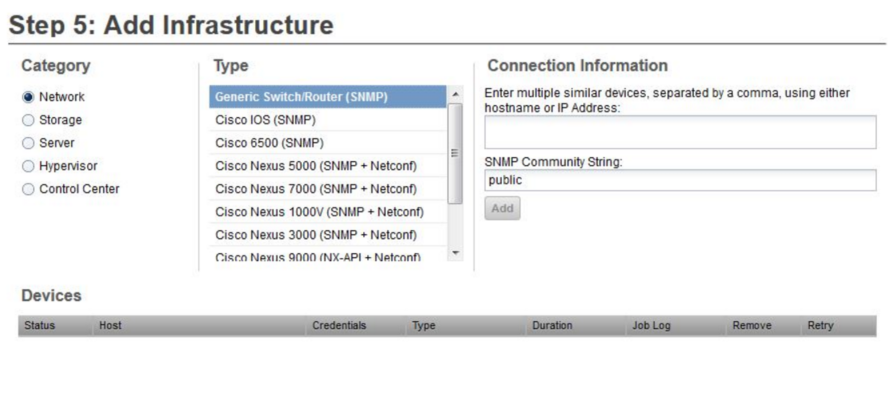 Step 5: Add Infrastructure
Category
Network
Storage
Server
Hypervisor
Control Center
Type
Generic Switch/Router (SNMP)
Cisco IOS (SNMP)
Cisco 6500 (SNMP)
Cisco Nexus 5000 (SNMP + Netconf)
Cisco Nexus 7000 (SNMP + Netconf)
Cisco Nexus 1000V (SNMP + Netconf)
Cisco Nexus 3000 (SNMP + Netconf)
Cisco Nexus 9000 (NX-API + Netconf)
Connection Information
Enter multiple similar devices, separated by a comma, using either
hostname or IP Address:
SNMP Community String:
public
Add
Devices
Status Host Credentials Type Duration Job Log Remove Retry